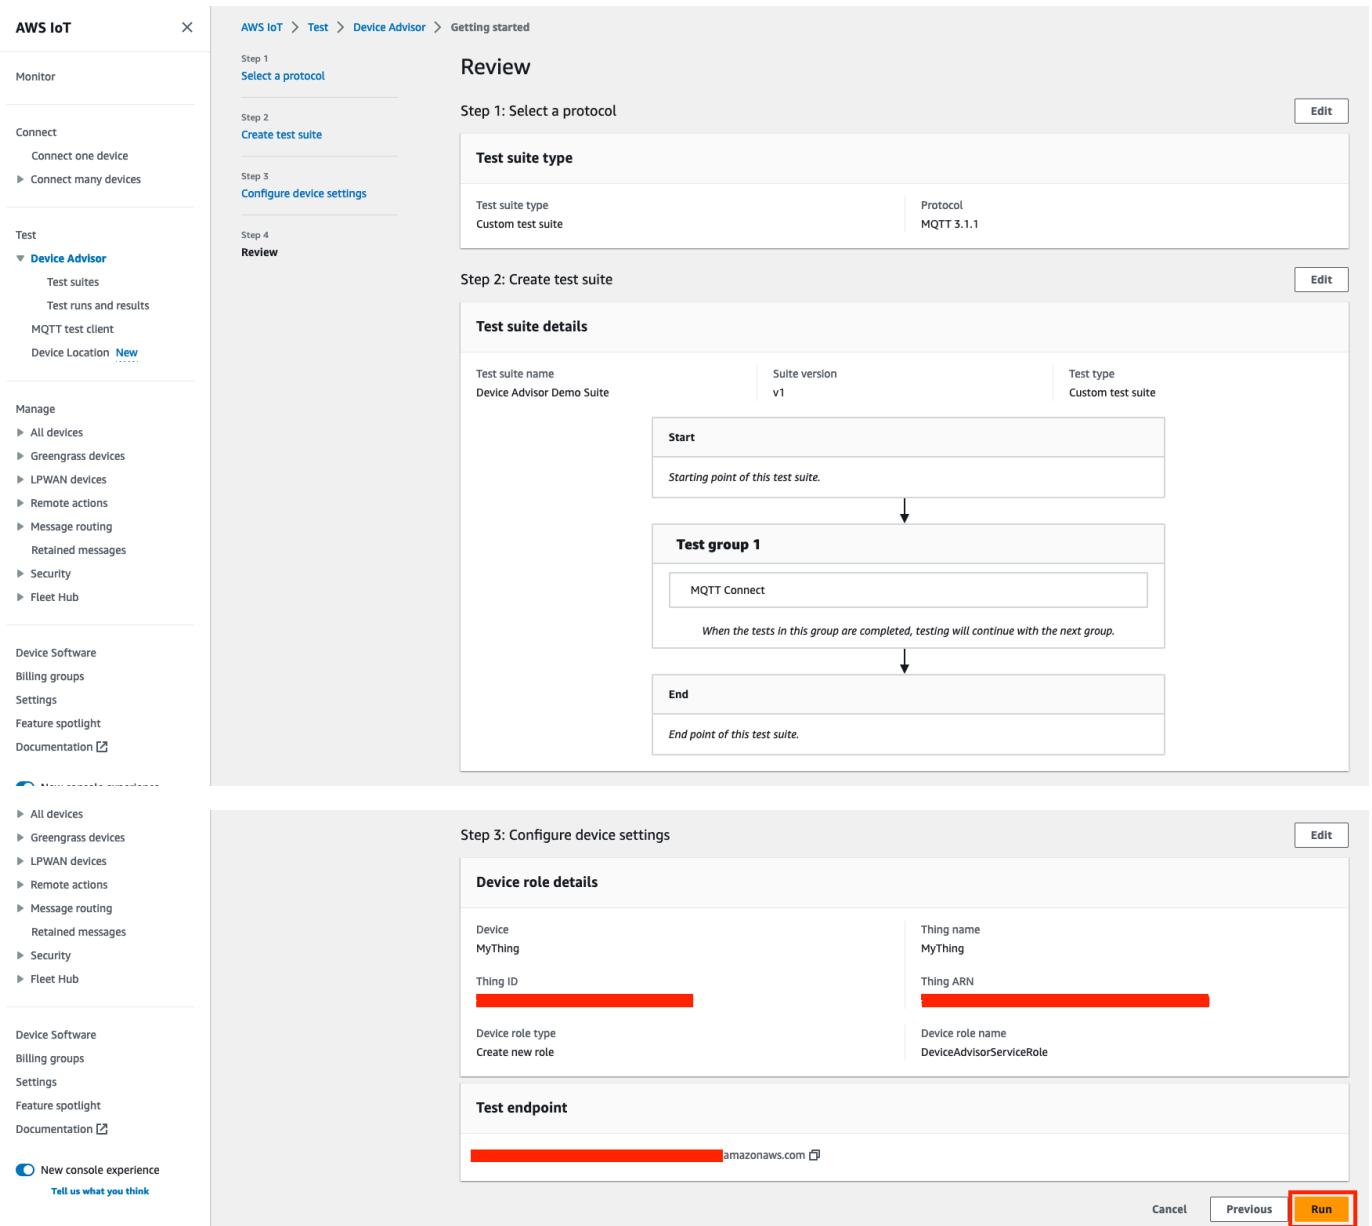 AWS IoT
Monitor
Connect
Connect one device
Connect many devices
Test
Device Advisor
Test suites
Test runs and results
MQTT test client
Device Location New
Manage
All devices
Greengrass devices
LPWAN devices
Remote actions
Message routing
Retained messages
Security
Fleet Hub
Device Software
Billing groups
Settings
Feature spotlight
Documentation
New console experience
AWS IoT > Test > Device Advisor > Getting started
Step 1
Select a protocol
Step 2
Create test suite
Step 3
Configure device settings
Step 4
Review
Review
Step 1: Select a protocol
Edit
Test suite type
Test suite type
Custom test suite
Protocol
MQTT 3.1.1
Step 2: Create test suite
Edit
Test suite details
Test suite name
Device Advisor Demo Suite
Suite version
v1
Test type
Custom test suite
Start
Starting point of this test suite.
Test group 1
MQTT Connect
When the tests in this group are completed, testing will continue with the next group.
End
End point of this test suite.
All devices
Greengrass devices
LPWAN devices
Remote actions
Message routing
Retained messages
Security
Fleet Hub
Device Software
Billing groups
Settings
Feature spotlight
Documentation
New console experience
Tell us what you think
Step 3: Configure device settings
Edit
Device role details
Device
MyThing
Thing name
MyThing
Thing ID
Thing ARN
Device role type
Create new role
Device role name
DeviceAdvisorServiceRole
Test endpoint
amazonaws.com
Cancel
Previous
Run